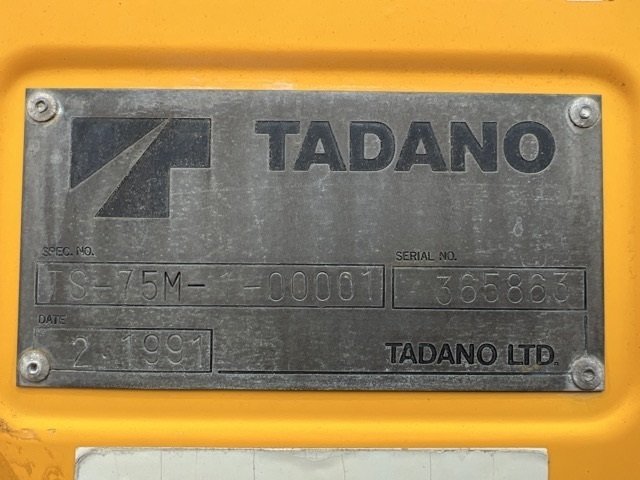 TADANO
SPEC. NO.
TS-75M-1-00001
SERIAL NO.
365863
DATE
2.1991
TADANO LTD.